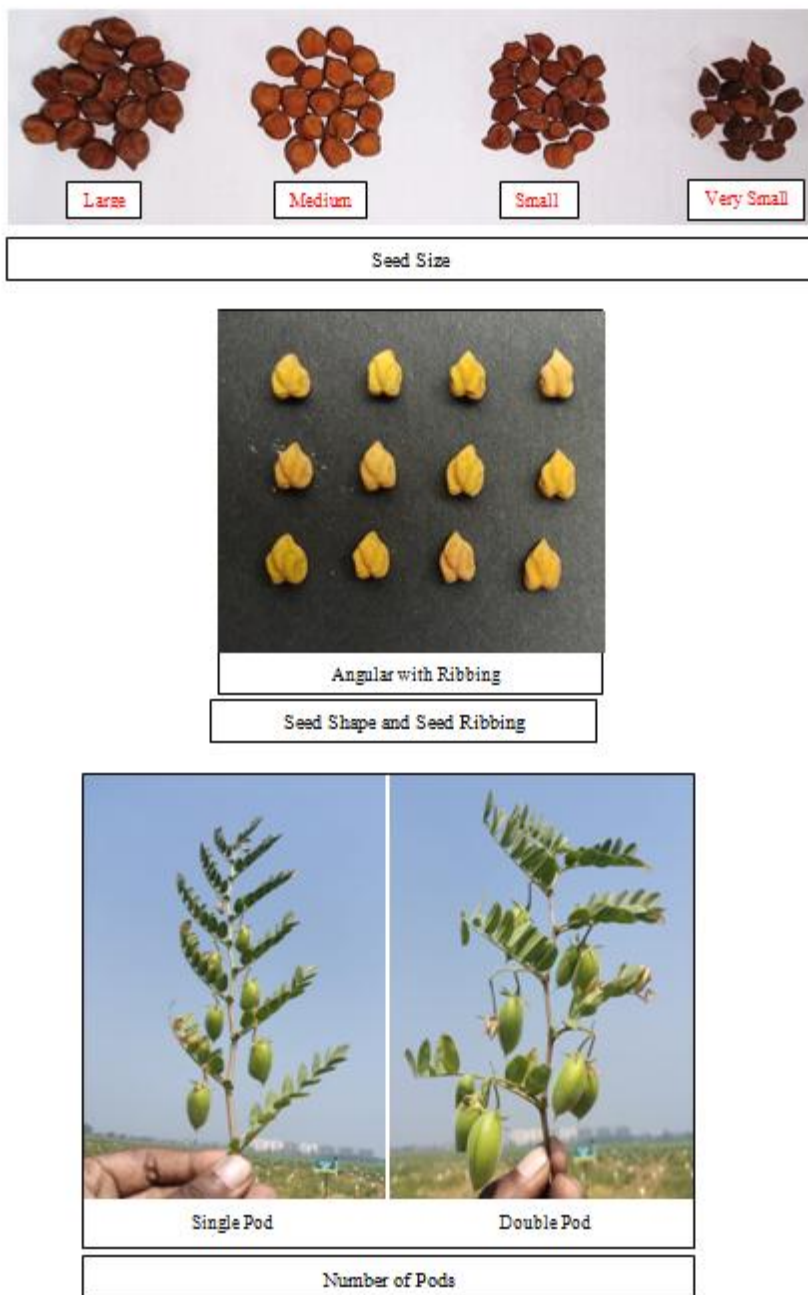 Large
Medium
Small
Very Small
Seed Size
Angular with Ribbing
Seed Shape and Seed Ribbing
Single Pod
Double Pod
Number of Pods